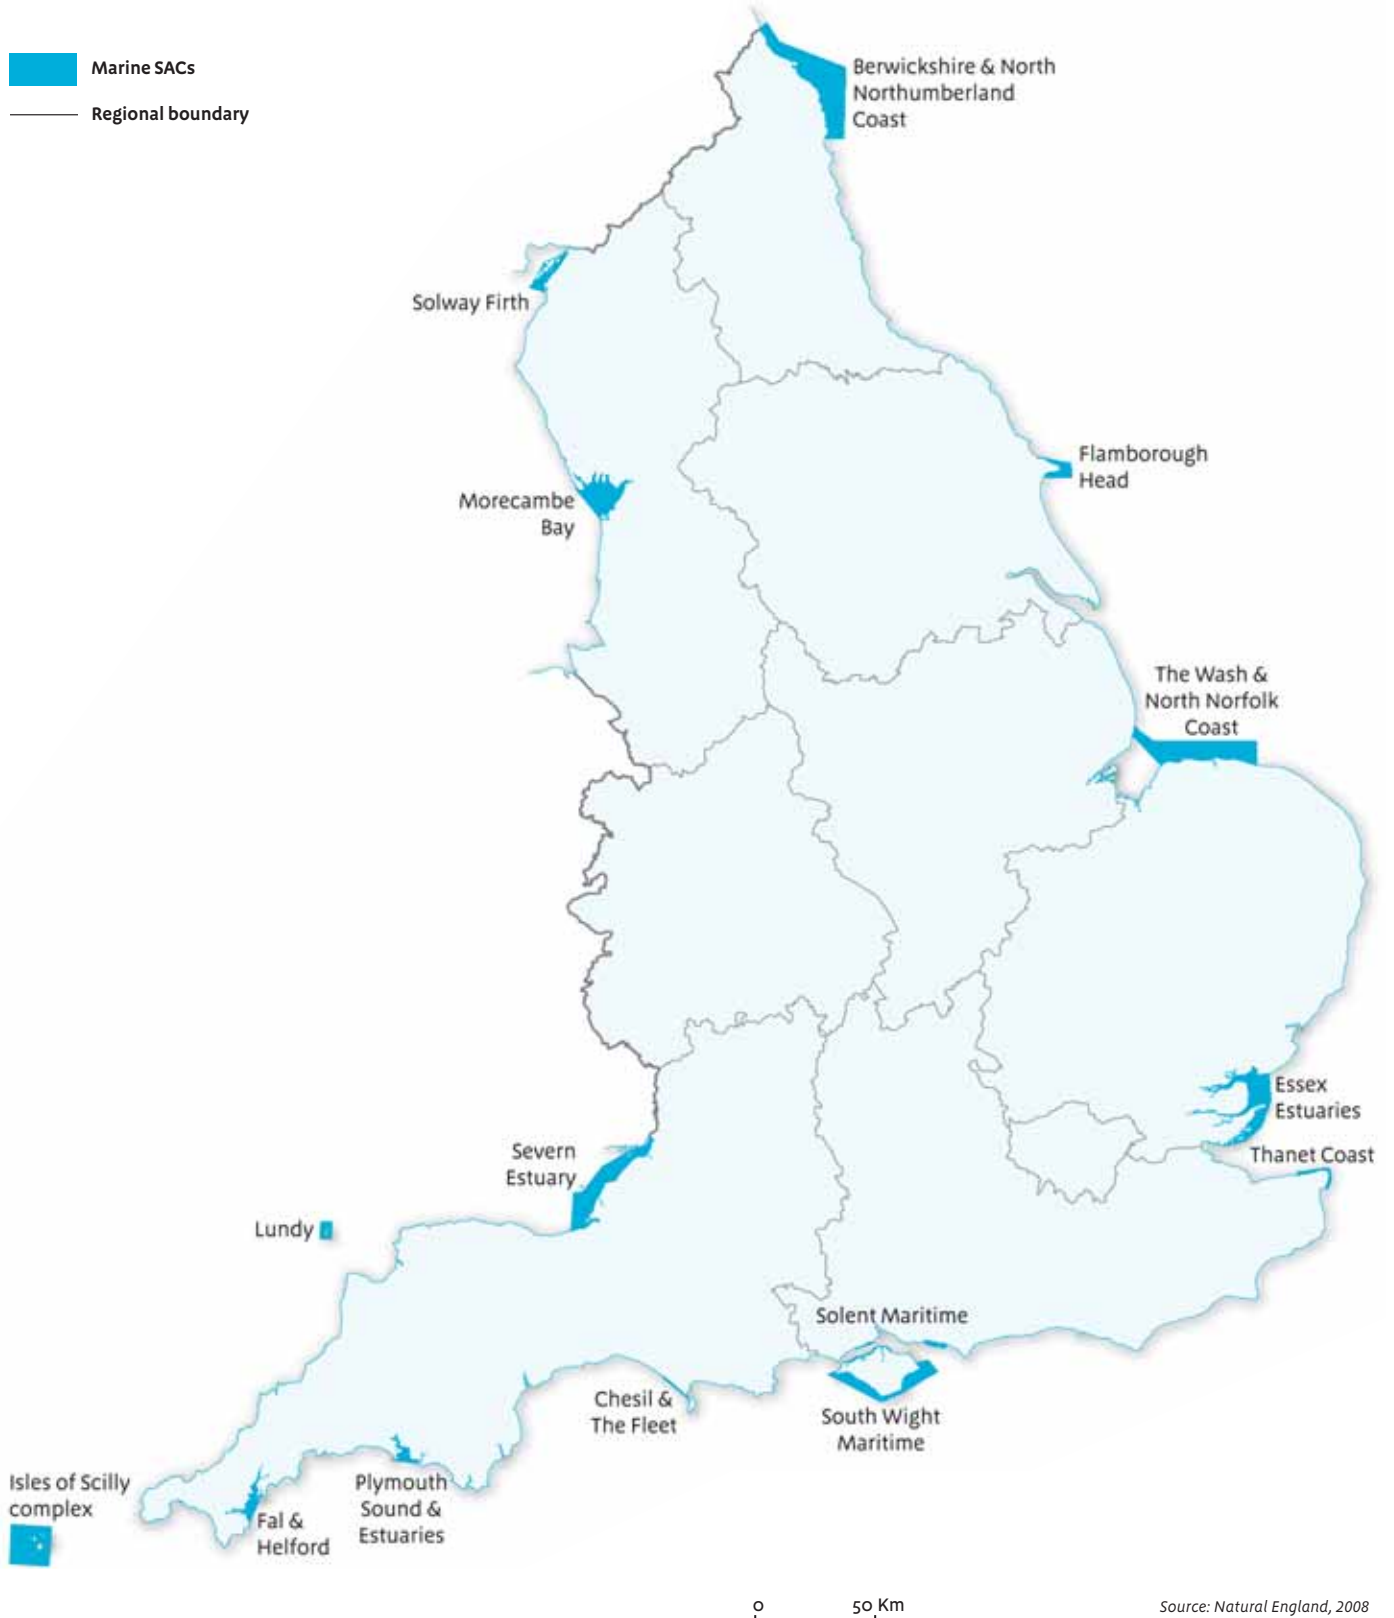 Marine SACs
Regional boundary
Berwickshire & North
Northumberland
Coast
Solway Firth
Flamborough
Head
Morecambe
Bay
The Wash &
North Norfolk
Coast
Essex
Estuaries
Thanet Coast
Severn
Estuary
Lundy
Solent Maritime
Chesil &
The Fleet
South Wight
Maritime
Isles of Scilly
complex
Plymouth
Sound &
Estuaries
Fal &
Helford
0 50 Km
Source: Natural England, 2008